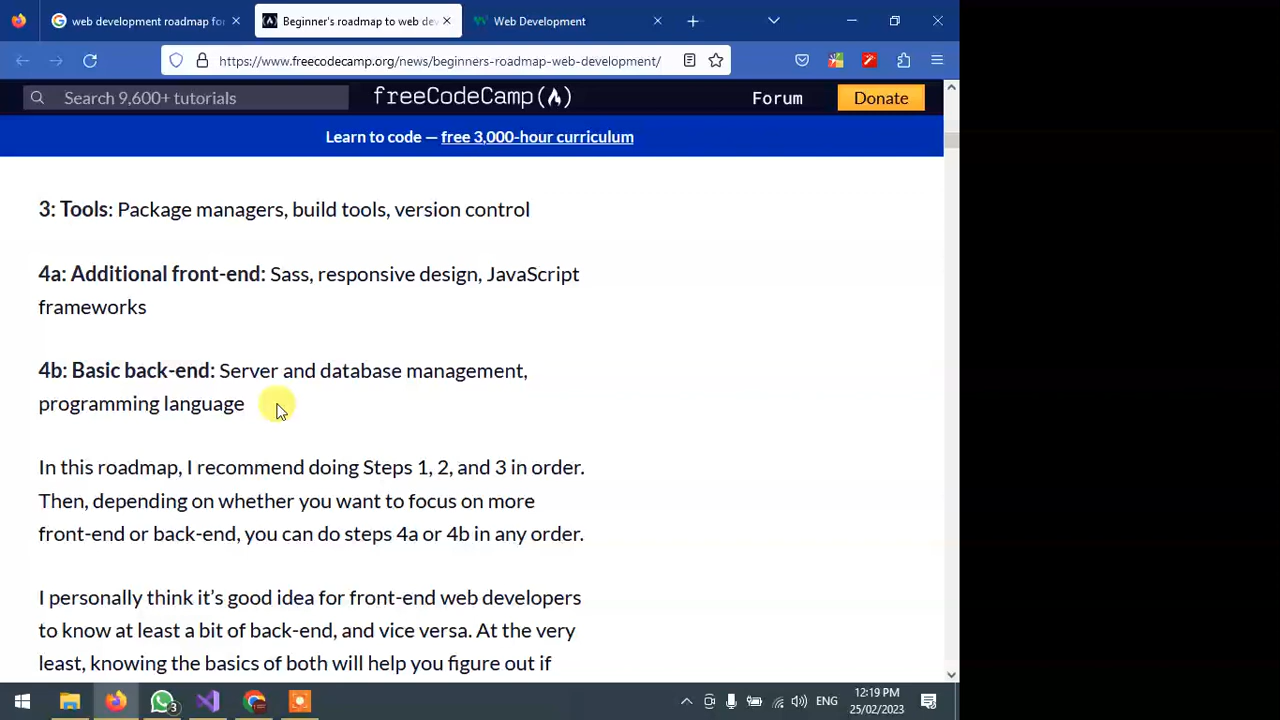 web development roadmap for
Beginner's roadmap to web dev
Web Development
https://www.freecodecamp.org/news/beginners-roadmap-web-development/
Search 9,600+ tutorials
freeCodeCamp
Forum
Donate
Learn to code — free 3,000-hour curriculum
3: Tools: Package managers, build tools, version control
4a: Additional front-end: Sass, responsive design, JavaScript
frameworks
4b: Basic back-end: Server and database management,
programming language
In this roadmap, I recommend doing Steps 1, 2, and 3 in order.
Then, depending on whether you want to focus on more
front-end or back-end, you can do steps 4a or 4b in any order.
I personally think it's good idea for front-end web developers
to know at least a bit of back-end, and vice versa. At the very
least, knowing the basics of both will help you figure out if
3
ENG
12:19 PM
25/02/2023